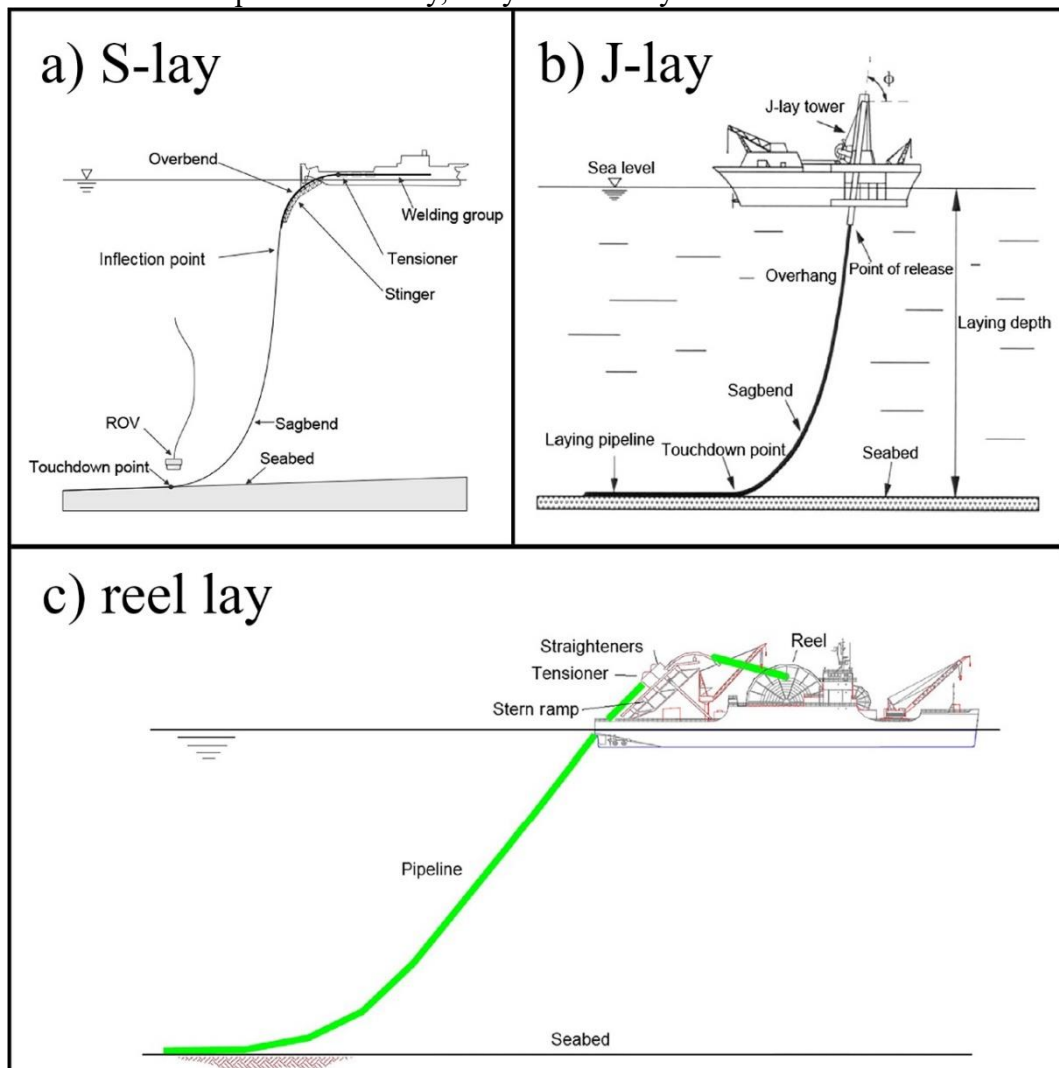 a) S-lay
Overbend
Welding group
Inflection point
Tensioner
Stinger
ROV
Sagbend
Touchdown point
Seabed
b) J-lay
ϕ
J-lay tower
Sea level
Point of release
Overhang
Laying depth
Sagbend
Laying pipeline
Touchdown point
Seabed
c) reel lay
Straighteners
Reel
Tensioner
Stern ramp
Pipeline
Seabed